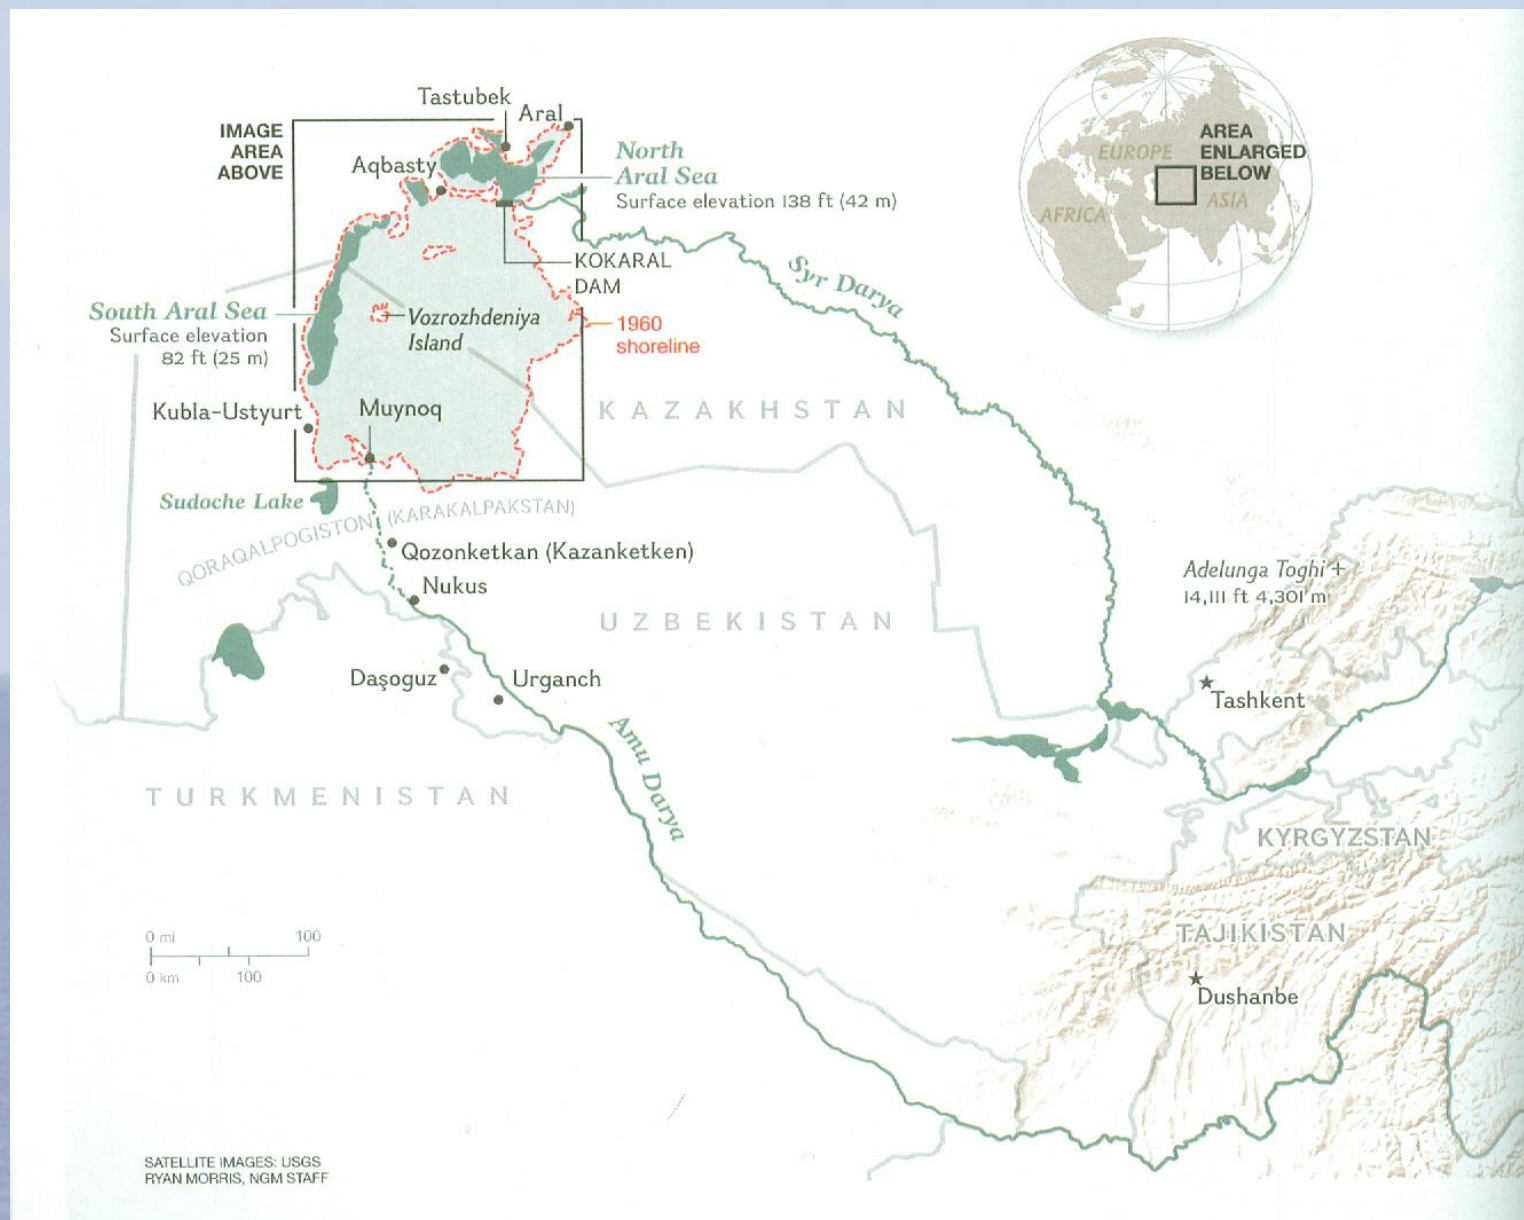 Tastubek
Aral
IMAGE
AREA
ABOVE
Aqbasty
North
Aral Sea
Surface elevation 138 ft (42 m)
AREA
ENLARGED
BELOW
EUROPE
ASIA
AFRICA
KOKARAL
DAM
Syr Darya
South Aral Sea
Surface elevation
82 ft (25 m)
Vozrozhdeniya
Island
1960
shoreline
Kubla-Ustyurt
Muynoq
KAZAKHSTAN
Sudoche Lake
QORAQALPOGISTON (KARAKALPAKSTAN)
Qozonketkan (Kazanketken)
Nukus
UZBEKISTAN
Adelunga Toghi +
14,111 ft 4,301 m
Daşoguz
Urganch
Tashkent
Amu Darya
TURKMENISTAN
KYRGYZSTAN
TAJIKISTAN
Dushanbe
0 mi 100
0 km 100
SATELLITE IMAGES: USGS
RYAN MORRIS, NGM STAFF